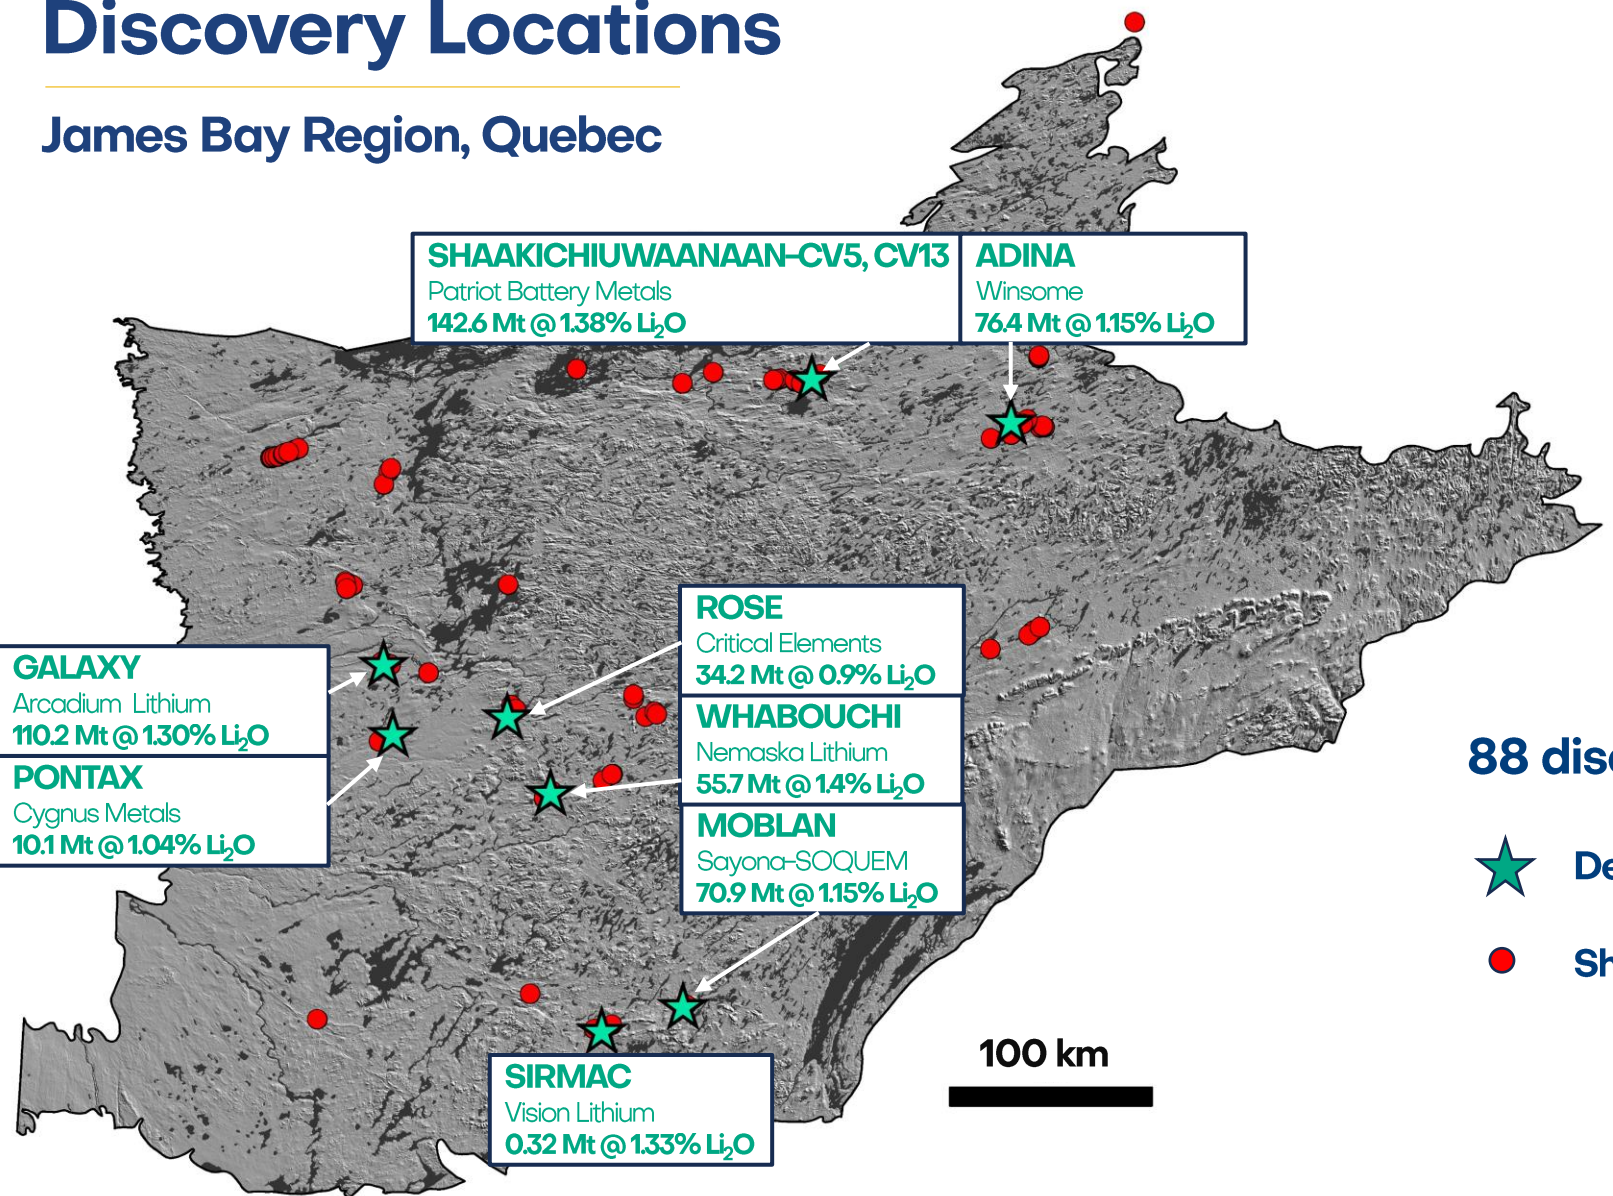 Discovery Locations
James Bay Region, Quebec
SHAAKICHIUWAANAAN-CV5, CV13
Patriot Battery Metals
142.6 Mt @ 1.38% Li₂O
ADINA
Winsome
76.4 Mt @ 1.15% Li₂O
ROSE
Critical Elements
34.2 Mt @ 0.9% Li₂O
GALAXY
Arcadium Lithium
110.2 Mt @ 1.30% Li₂O
WHABOUCHI
Nemaska Lithium
55.7 Mt @ 1.4% Li₂O
PONTAX
Cygnus Metals
10.1 Mt @ 1.04% Li₂O
MOBLAN
Sayona-SOQUEM
70.9 Mt @ 1.15% Li₂O
SIRMAC
Vision Lithium
0.32 Mt @ 1.33% Li₂O
100 km
88